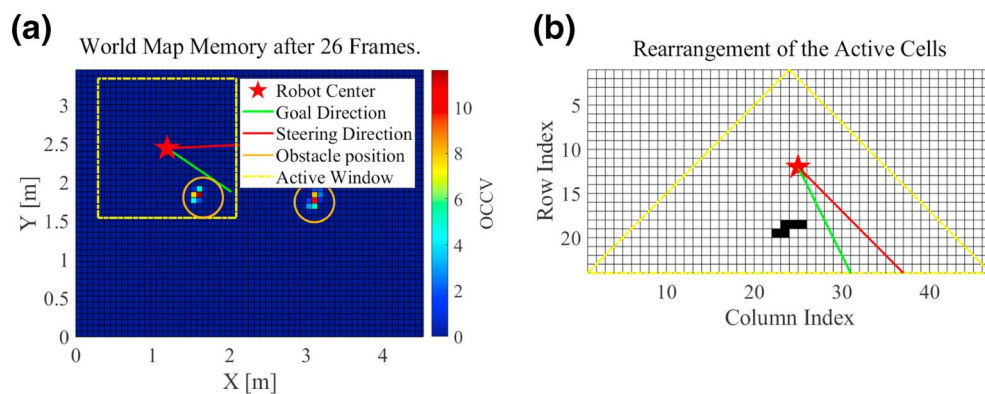 (a)
World Map Memory after 26 Frames.
Robot Center
Goal Direction
Steering Direction
Obstacle position
Active Window
Y [m]
3
2.5
2
1.5
1
0.5
0
0 1 2 3 4
X [m]
10
8
6
4
2
0
OCCV
(b)
Rearrangement of the Active Cells
Row Index
5
10
15
20
10 20 30 40
Column Index